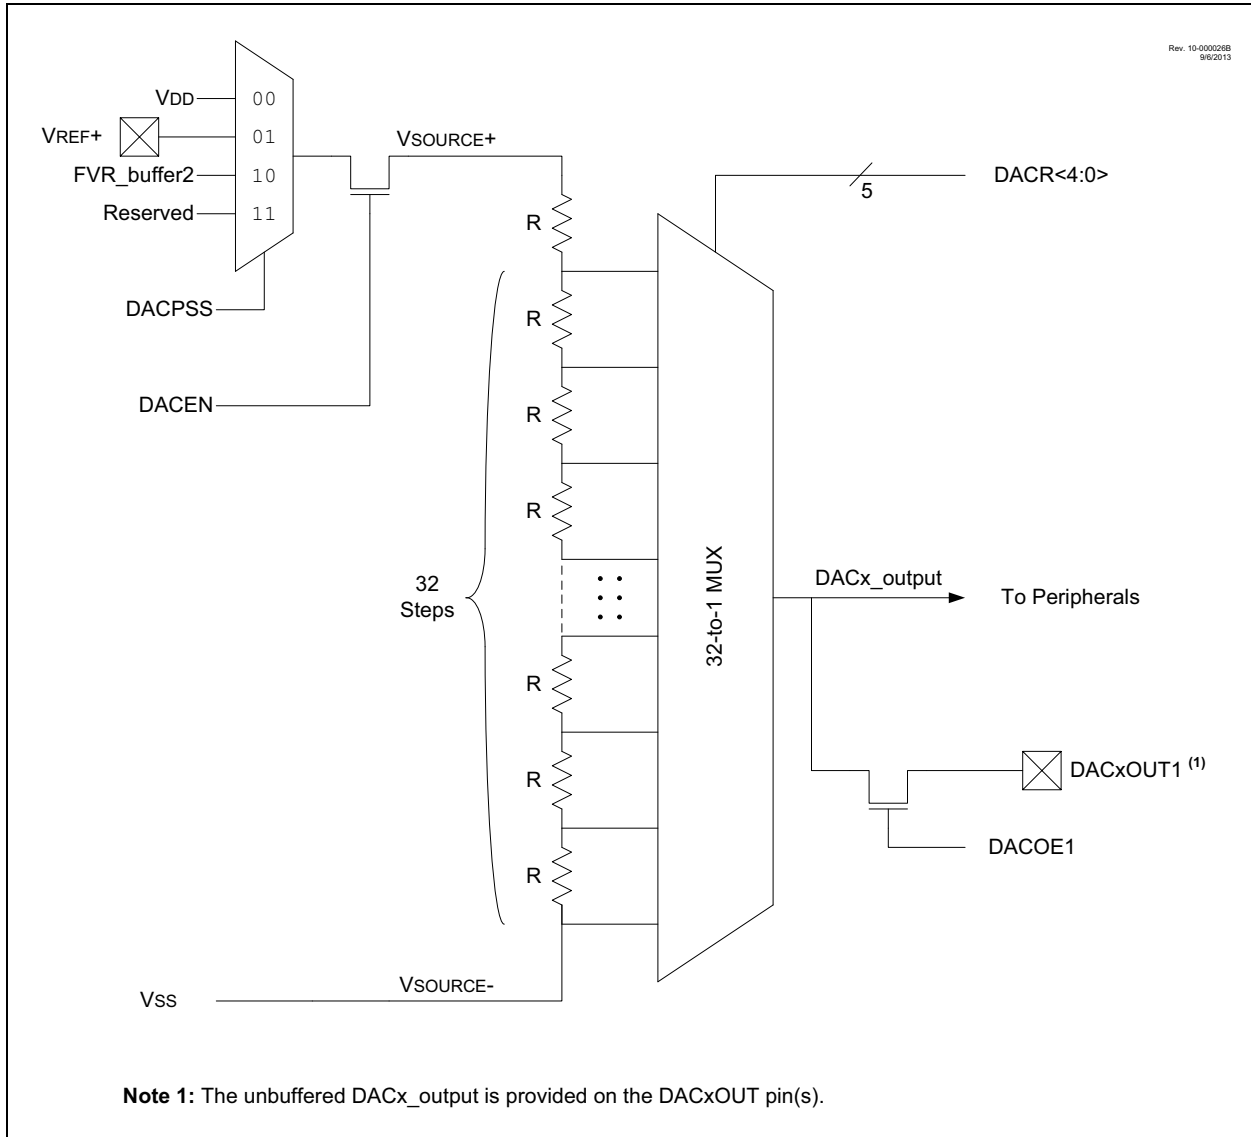 Rev. 10-000026B
9/6/2013
VDD
00
VREF+
01
VSOURCE+
FVR_buffer2
10
DACR<4:0>
5
Reserved
11
R
DACPSS
R
DACEN
R
R
32
Steps
32-to-1 MUX
DACx_output
To Peripherals
R
R
DACxOUT1 (1)
DACOE1
R
VSOURCE-
VSS
Note 1: The unbuffered DACx_output is provided on the DACxOUT pin(s).